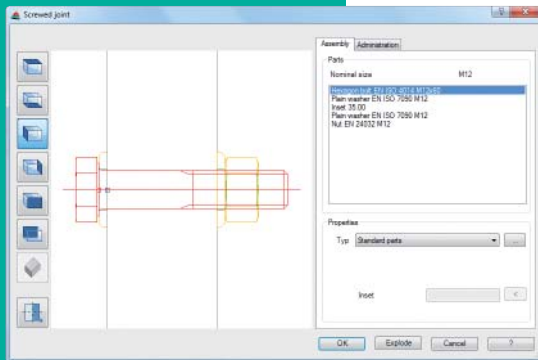 Screwed joint
Assembly
Administration
Parts
Nominal size M12
Hexagon bolt EN ISO 4014 M12x60
Plain washer EN ISO 7090 M12
Inset 35.00
Plain washer EN ISO 7090 M12
Nut EN 24032 M12
Properties
Typ Standard parts ...
Inset <
OK Explode Cancel ?